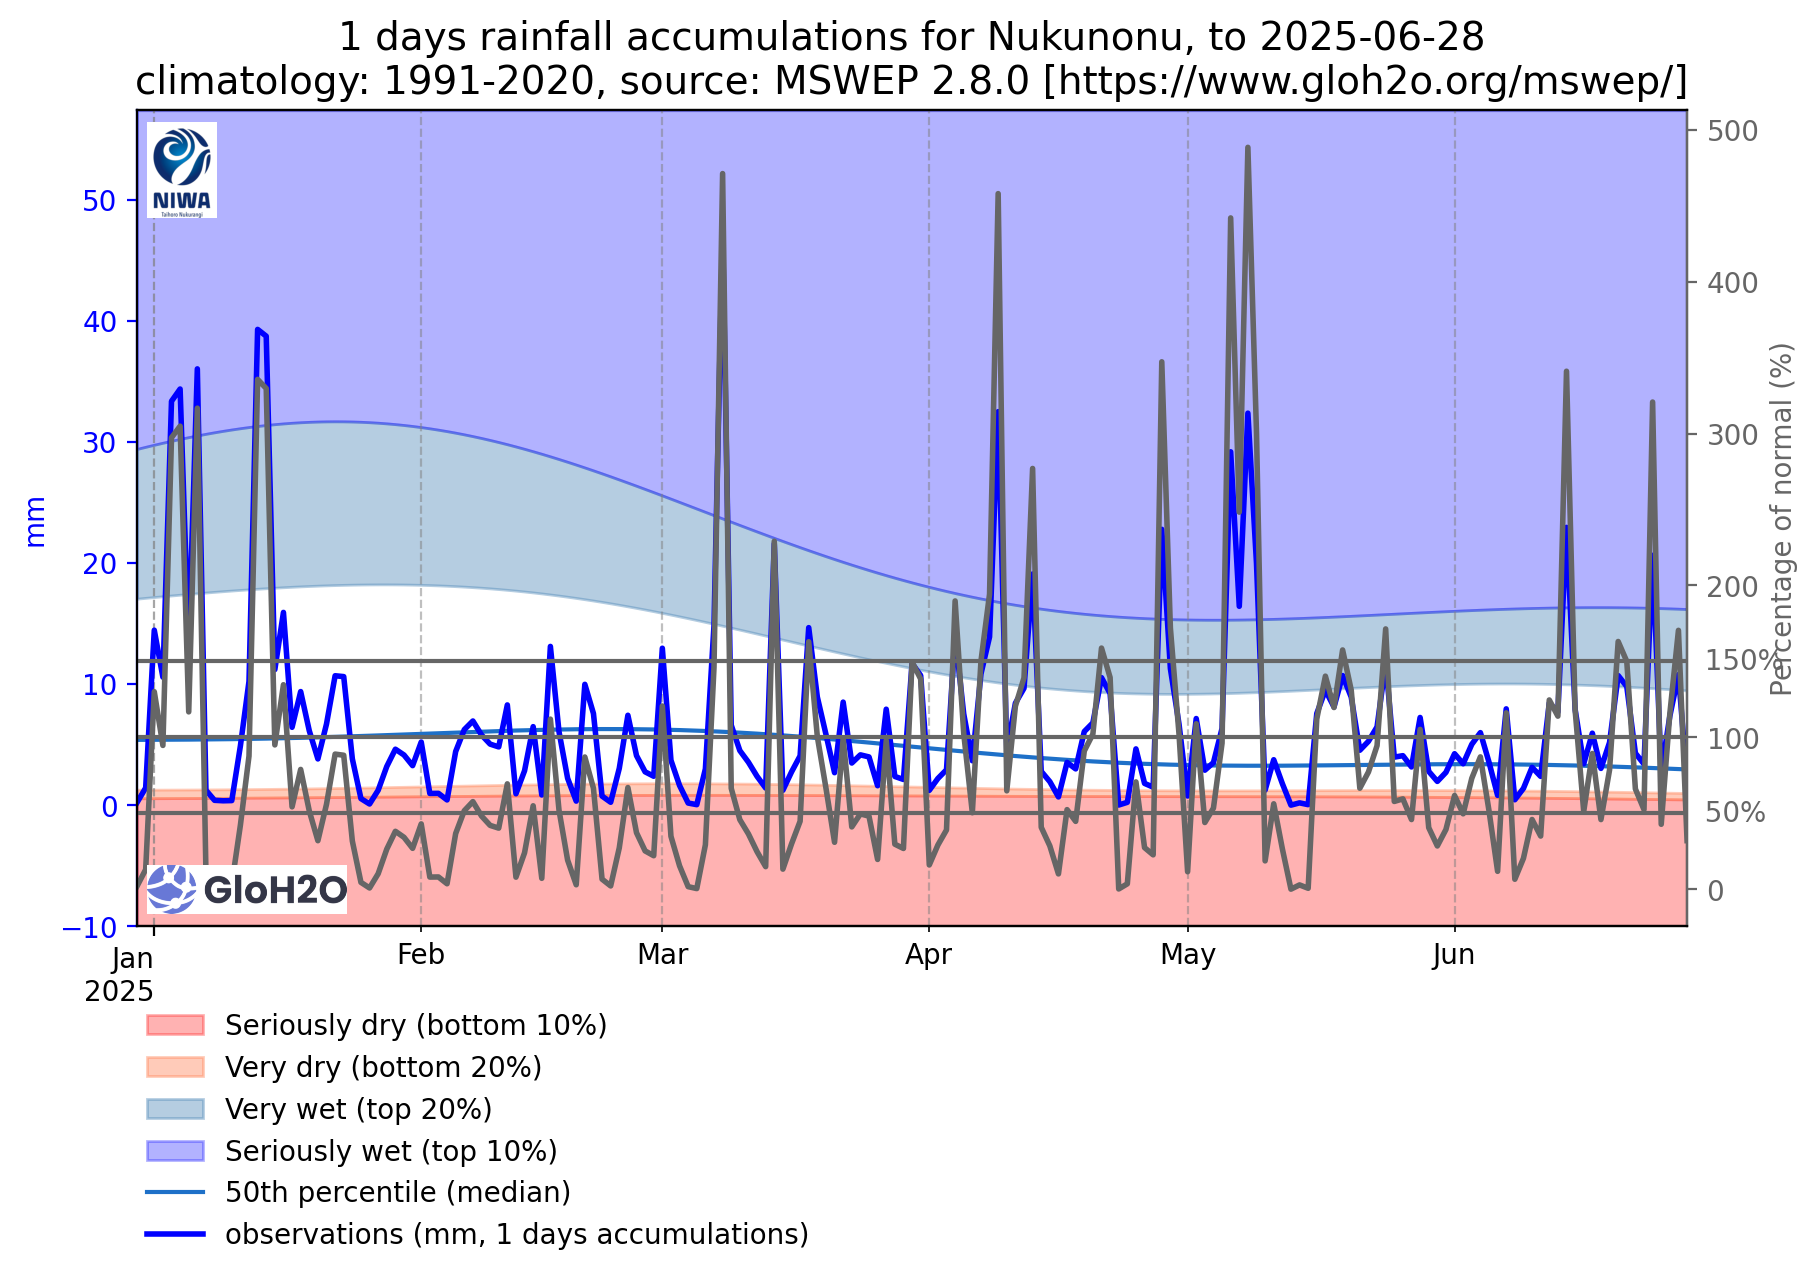 1 days rainfall accumulations for Nukunonu, to 2025-06-28
climatology: 1991-2020, source: MSWEP 2.8.0 [https://www.gloh2o.org/mswep/]
NIWA
Taihoro Nukurangi
50
40
30
20
10
0
−10
mm
500
400
300
200
150%
100
50%
0
Percentage of normal (%)
GloH2O
Jan
2025
Feb
Mar
Apr
May
Jun
Seriously dry (bottom 10%)
Very dry (bottom 20%)
Very wet (top 20%)
Seriously wet (top 10%)
50th percentile (median)
observations (mm, 1 days accumulations)